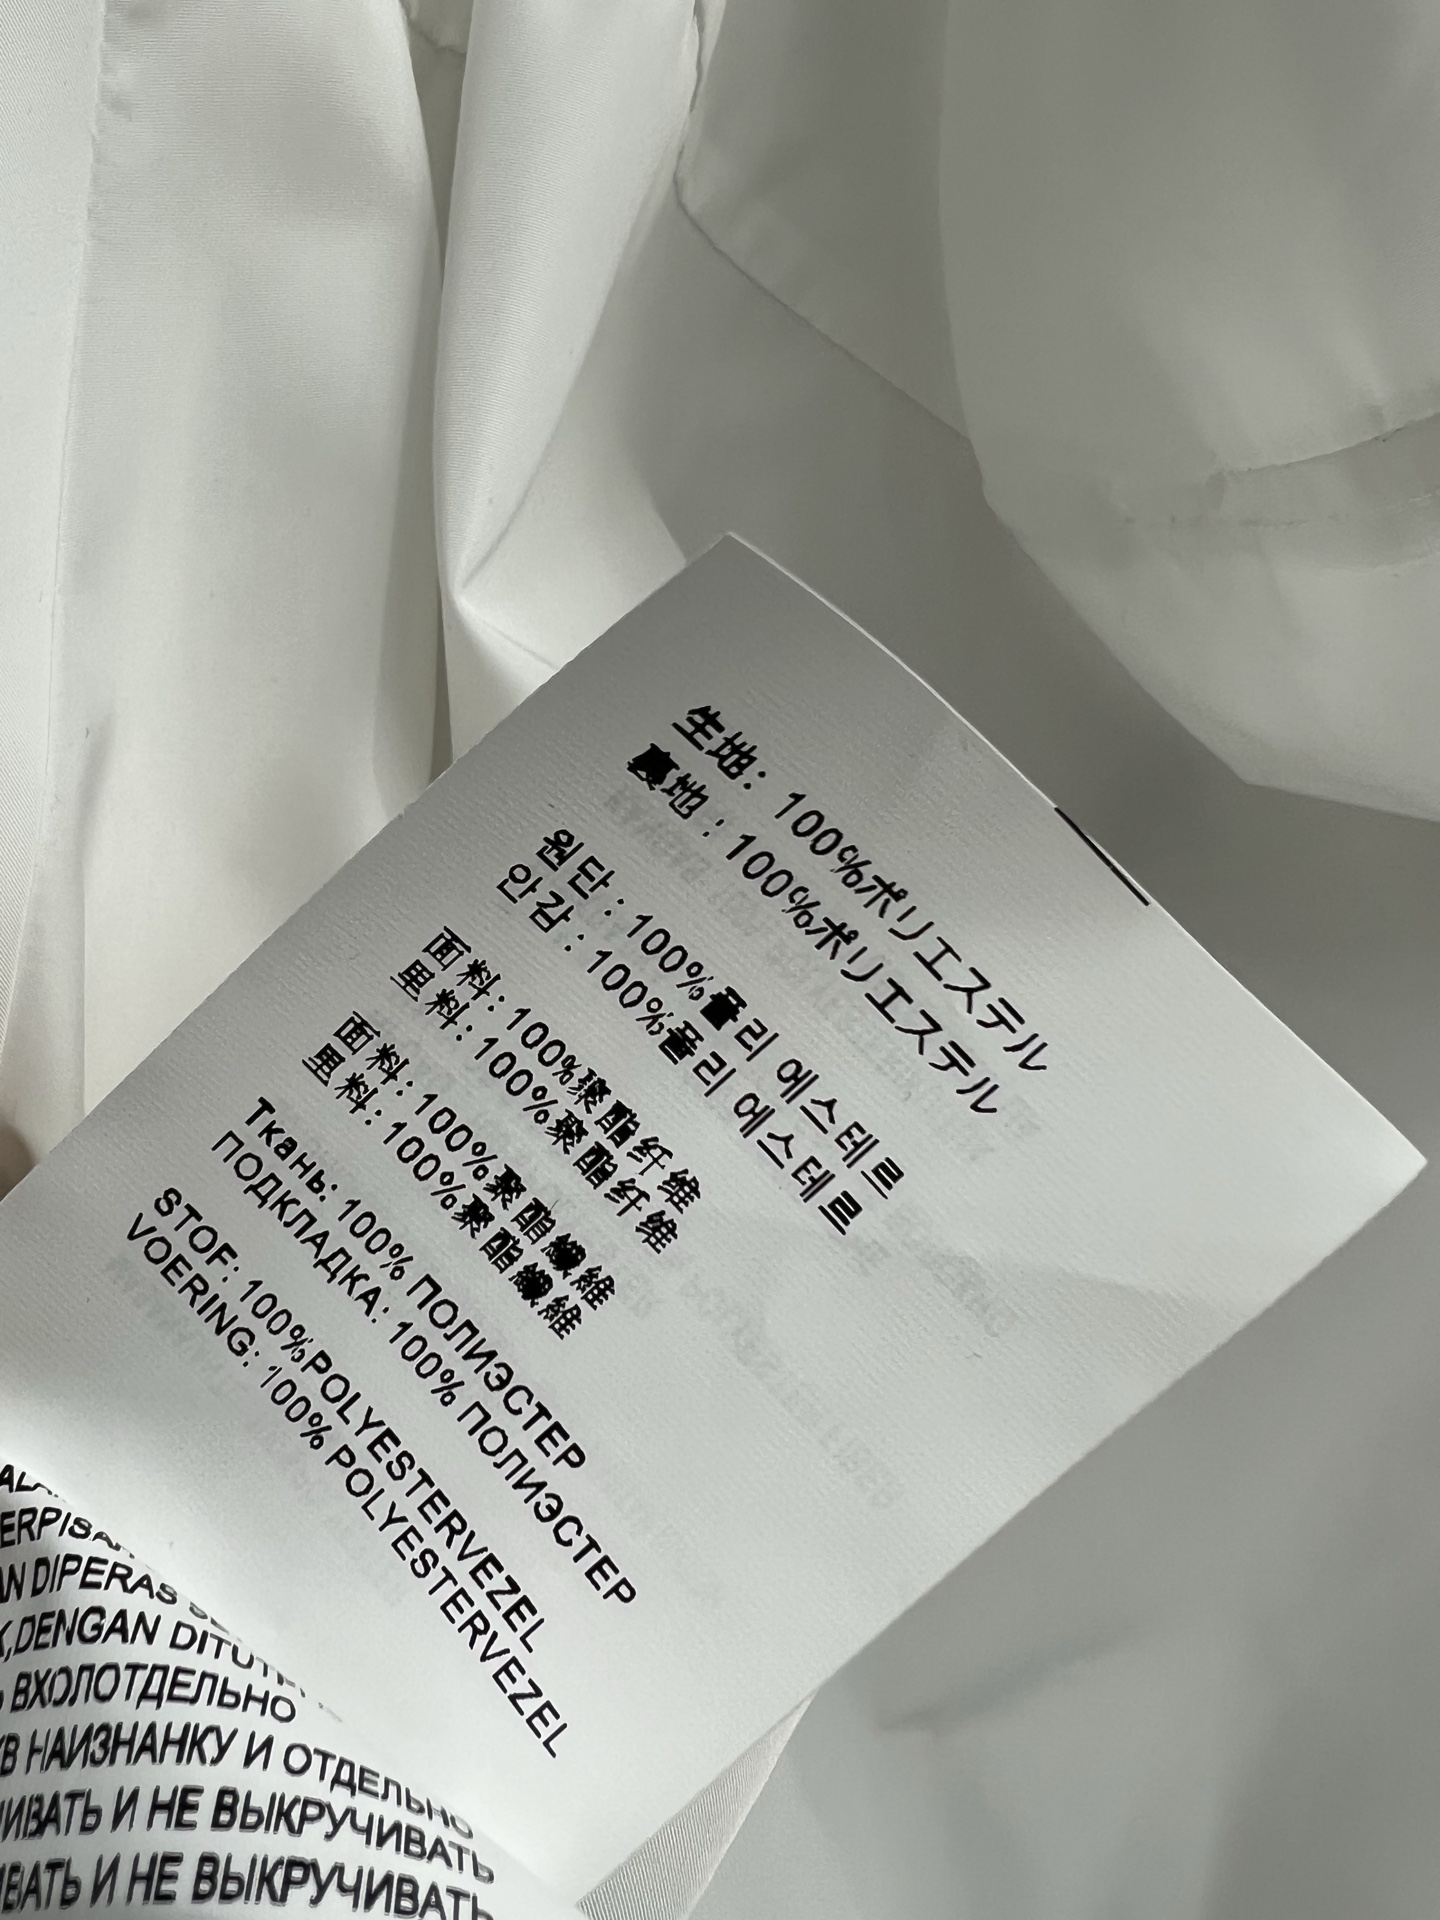 生地: 100%ポリエステル
裏地: 100%ポリエステル
원단: 100%폴리 에스테르
안감: 100%폴리 에스테르
面料: 100%聚酯纤维
里料: 100%聚酯纤维
面料: 100%聚酯纖維
里料: 100%聚酯纖維
Ткань: 100% ПОЛИЭСТЕР
ПОДКЛАДКА: 100% ПОЛИЭСТЕР
STOF: 100%POLYESTERVEZEL
VOERING: 100% POLYESTERVEZEL
DIPERAS
,DENGAN
ВХОЛОТДЕЛЬНО
НАИЗНАНКУ И ОТДЕЛЬНО
И НЕ ВЫКРУЧИВАТЬ
И НЕ ВЫКРУЧИВАТЬ